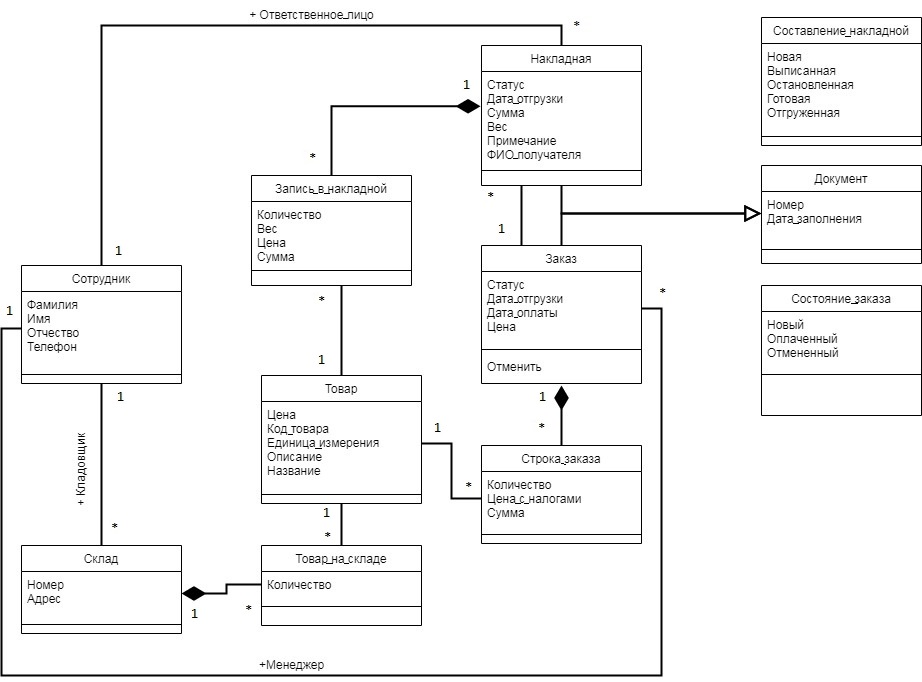 + Ответственное_лицо
*
Накладная
Статус
Дата_отгрузки
Сумма
Вес
Примечание
ФИО_получателя
1
*
*
1
Составление_накладной
Новая
Выписанная
Остановленная
Готовая
Отгруженная
Документ
Номер
Дата_заполнения
Запись_в_накладной
Количество
Вес
Цена
Сумма
*
1
1
Сотрудник
Фамилия
Имя
Отчество
Телефон
1
1
Заказ
Статус
Дата_отгрузки
Дата_оплаты
Цена
Отменить
*
1
*
Состояние_заказа
Новый
Оплаченный
Отмененный
Товар
Цена
Код_товара
Единица_измерения
Описание
Название
1
*
1
*
Строка_заказа
Количество
Цена_с_налогами
Сумма
+ Кладовщик
*
Склад
Номер
Адрес
1
*
Товар_на_складе
Количество
+Менеджер